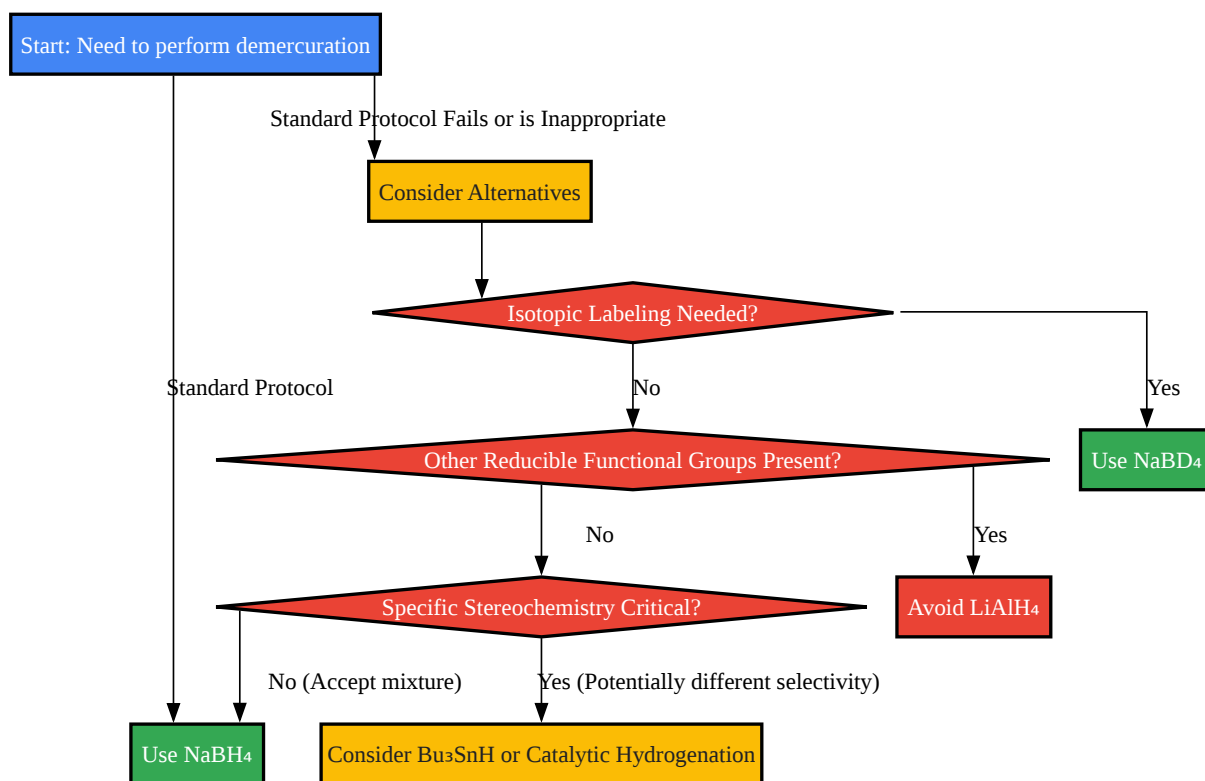 Start: Need to perform demercuration
Standard Protocol Fails or is Inappropriate
Consider Alternatives
Isotopic Labeling Needed?
Standard Protocol
No
Yes
Other Reducible Functional Groups Present?
Use NaBD₄
No
Yes
Specific Stereochemistry Critical?
Avoid LiAlH₄
No (Accept mixture)
Yes (Potentially different selectivity)
Use NaBH₄
Consider Bu₃SnH or Catalytic Hydrogenation